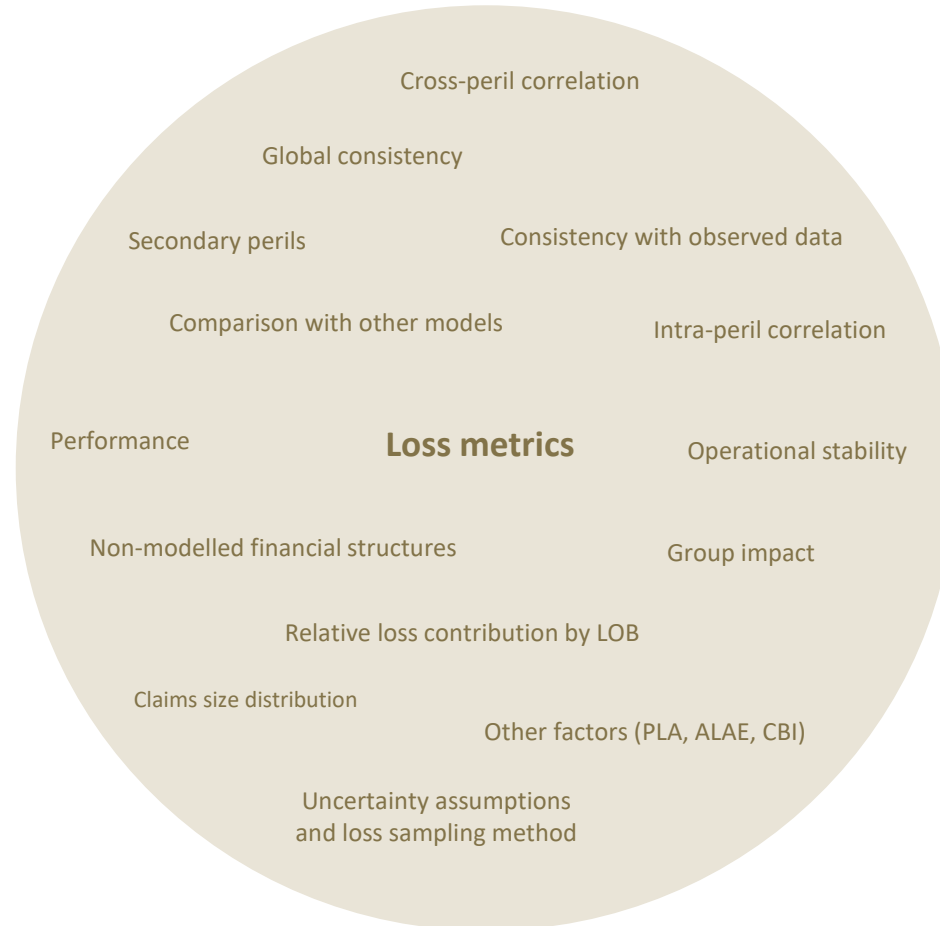 Cross-peril correlation
Global consistency
Secondary perils
Consistency with observed data
Comparison with other models
Intra-peril correlation
Performance
Loss metrics
Operational stability
Non-modelled financial structures
Group impact
Relative loss contribution by LOB
Claims size distribution
Other factors (PLA, ALAE, CBI)
Uncertainty assumptions
and loss sampling method